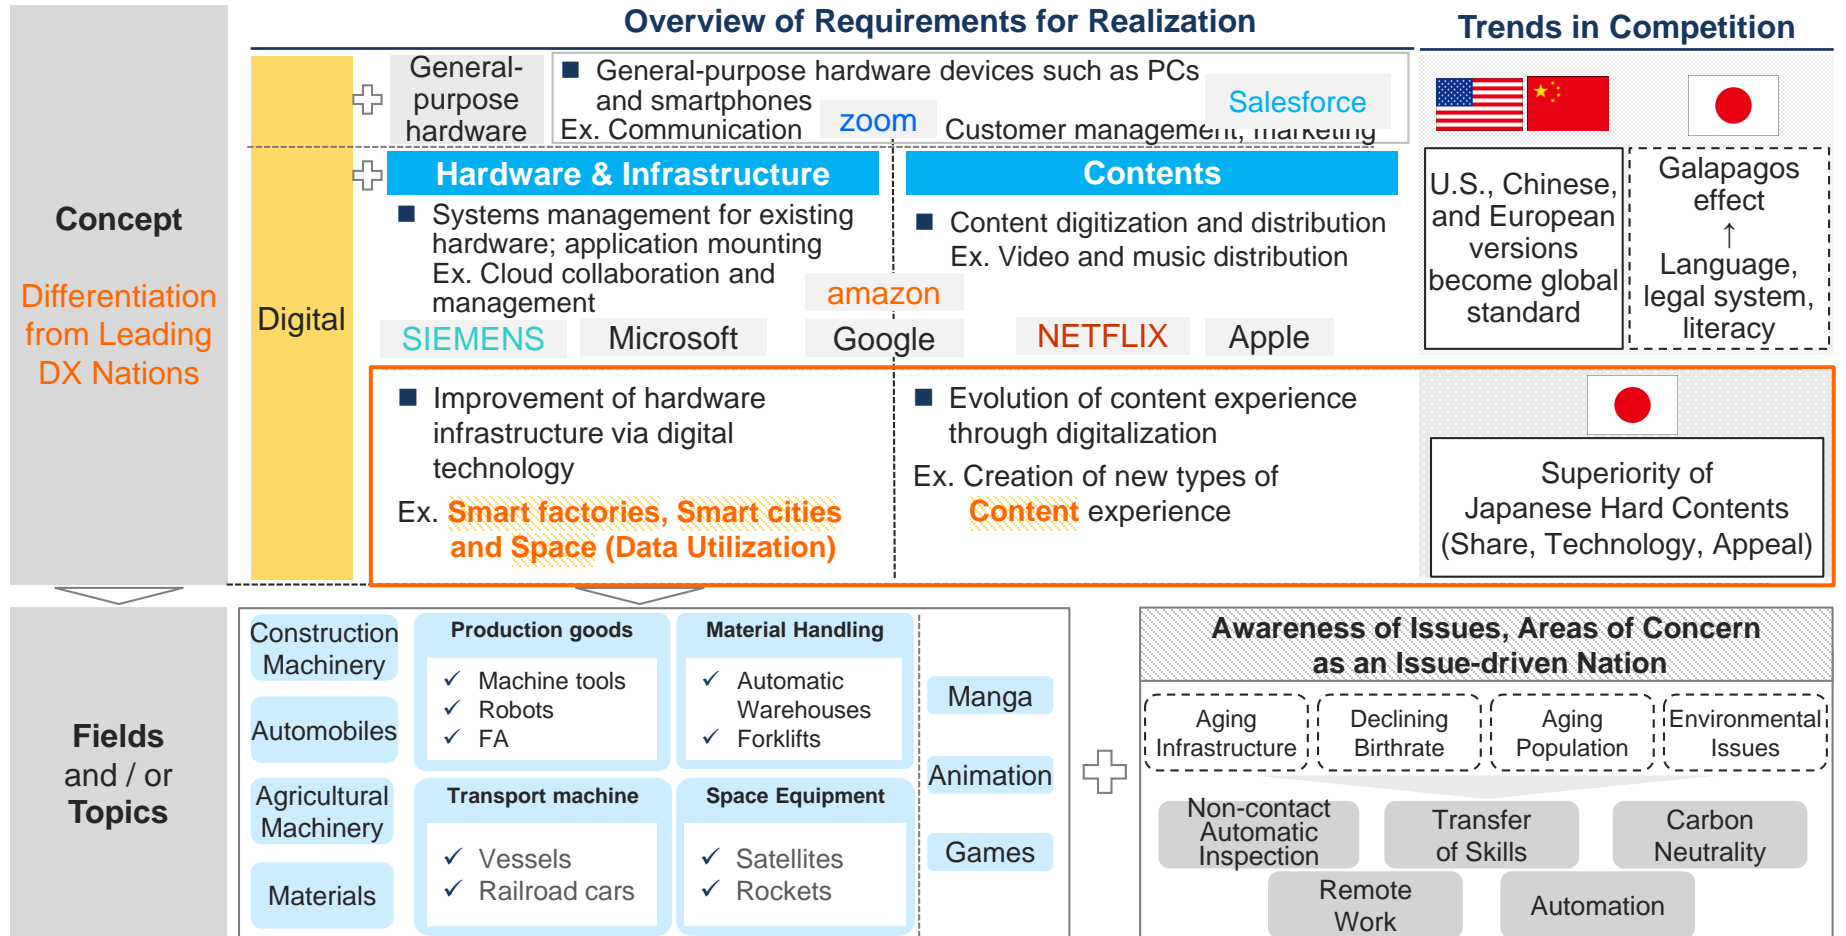 Overview of Requirements for Realization
Trends in Competition
Concept
Differentiation
from Leading
DX Nations
Digital
General-
purpose
hardware
General-purpose hardware devices such as PCs
and smartphones
Ex. Communication
zoom
Customer management, marketing
Salesforce
Hardware & Infrastructure
Systems management for existing
hardware; application mounting
Ex. Cloud collaboration and
management
Contents
Content digitization and distribution
Ex. Video and music distribution
amazon
SIEMENS
Microsoft
Google
NETFLIX
Apple
U.S., Chinese,
and European
versions
become global
standard
Galapagos
effect
↑
Language,
legal system,
literacy
Improvement of hardware
infrastructure via digital
technology
Ex. Smart factories, Smart cities
and Space (Data Utilization)
Evolution of content experience
through digitalization
Ex. Creation of new types of
Content experience
Superiority of
Japanese Hard Contents
(Share, Technology, Appeal)
Fields
and / or
Topics
Construction
Machinery
Automobiles
Agricultural
Machinery
Materials
Production goods
✓ Machine tools
✓ Robots
✓ FA
Material Handling
✓ Automatic
Warehouses
✓ Forklifts
Transport machine
✓ Vessels
✓ Railroad cars
Space Equipment
✓ Satellites
✓ Rockets
Manga
Animation
Games
Awareness of Issues, Areas of Concern
as an Issue-driven Nation
Aging
Infrastructure
Declining
Birthrate
Aging
Population
Environmental
Issues
Non-contact
Automatic
Inspection
Transfer
of Skills
Carbon
Neutrality
Remote
Work
Automation